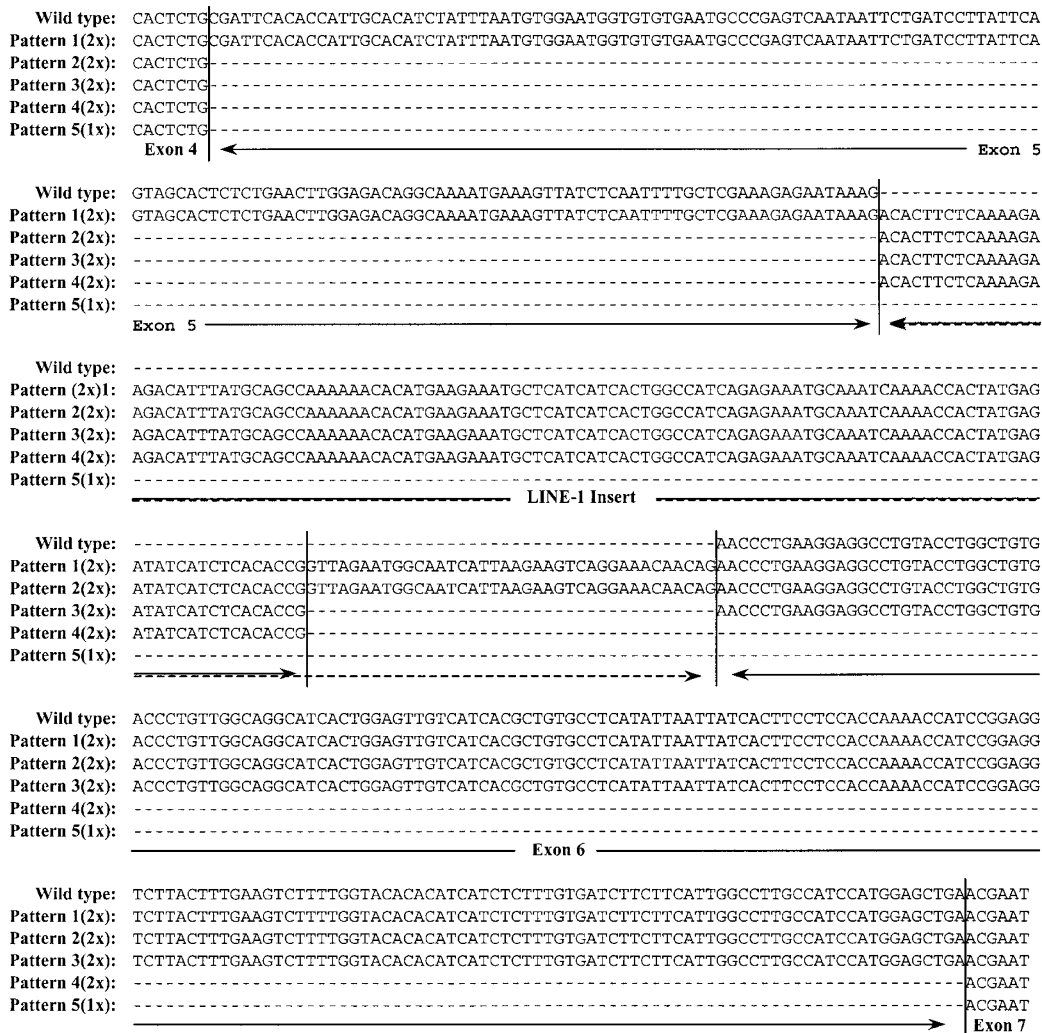 Wild type: CACTCTGCGATTCACACCATTGCACATCTATTTAATGTGGAATGGTGTGTGAATGCCCGAGTCAATAATTCTGATCCTTATTCA
Pattern 1(2x): CACTCTGCGATTCACACCATTGCACATCTATTTAATGTGGAATGGTGTGTGAATGCCCGAGTCAATAATTCTGATCCTTATTCA
Pattern 2(2x): CACTCTG-----------------------------------------------------------------------------
Pattern 3(2x): CACTCTG-----------------------------------------------------------------------------
Pattern 4(2x): CACTCTG-----------------------------------------------------------------------------
Pattern 5(1x): CACTCTG-----------------------------------------------------------------------------
Exon 4 Exon 5
Wild type: GTAGCACTCTCTGAACTTGGAGACAGGCAAAATGAAAGTTATCTCAATTTTGCTCGAAAGAGAATAAAG---------------
Pattern 1(2x): GTAGCACTCTCTGAACTTGGAGACAGGCAAAATGAAAGTTATCTCAATTTTGCTCGAAAGAGAATAAAGACACTTCTCAAAAGA
Pattern 2(2x): ---------------------------------------------------------------------ACACTTCTCAAAAGA
Pattern 3(2x): ---------------------------------------------------------------------ACACTTCTCAAAAGA
Pattern 4(2x): ---------------------------------------------------------------------ACACTTCTCAAAAGA
Pattern 5(1x): ------------------------------------------------------------------------------------
Exon 5
Wild type: ------------------------------------------------------------------------------------
Pattern (2x)1: AGACATTTATGCAGCCAAAAAACACATGAAGAAATGCTCATCATCACTGGCCATCAGAGAAATGCAAATCAAAACCACTATGAG
Pattern 2(2x): AGACATTTATGCAGCCAAAAAACACATGAAGAAATGCTCATCATCACTGGCCATCAGAGAAATGCAAATCAAAACCACTATGAG
Pattern 3(2x): AGACATTTATGCAGCCAAAAAACACATGAAGAAATGCTCATCATCACTGGCCATCAGAGAAATGCAAATCAAAACCACTATGAG
Pattern 4(2x): AGACATTTATGCAGCCAAAAAACACATGAAGAAATGCTCATCATCACTGGCCATCAGAGAAATGCAAATCAAAACCACTATGAG
Pattern 5(1x): ------------------------------------------------------------------------------------
LINE-1 Insert
Wild type: ------------------------------------------------------AACCCTGAAGGAGGCCTGTACCTGGCTGTG
Pattern 1(2x): ATATCATCTCACACCGGTTAGAATGGCAATCATTAAGAAGTCAGGAAACAACAGAACCCTGAAGGAGGCCTGTACCTGGCTGTG
Pattern 2(2x): ATATCATCTCACACCGGTTAGAATGGCAATCATTAAGAAGTCAGGAAACAACAGAACCCTGAAGGAGGCCTGTACCTGGCTGTG
Pattern 3(2x): ATATCATCTCACACCG--------------------------------------AACCCTGAAGGAGGCCTGTACCTGGCTGTG
Pattern 4(2x): ATATCATCTCACACCG--------------------------------------------------------------------
Pattern 5(1x): ------------------------------------------------------------------------------------
Wild type: ACCCTGTTGGCAGGCATCACTGGAGTTGTCATCACGCTGTGCCTCATATTAATTATCACTTCCTCCACCAAAACCATCCGGAGG
Pattern 1(2x): ACCCTGTTGGCAGGCATCACTGGAGTTGTCATCACGCTGTGCCTCATATTAATTATCACTTCCTCCACCAAAACCATCCGGAGG
Pattern 2(2x): ACCCTGTTGGCAGGCATCACTGGAGTTGTCATCACGCTGTGCCTCATATTAATTATCACTTCCTCCACCAAAACCATCCGGAGG
Pattern 3(2x): ACCCTGTTGGCAGGCATCACTGGAGTTGTCATCACGCTGTGCCTCATATTAATTATCACTTCCTCCACCAAAACCATCCGGAGG
Pattern 4(2x): ------------------------------------------------------------------------------------
Pattern 5(1x): ------------------------------------------------------------------------------------
Exon 6
Wild type: TCTTACTTTGAAGTCTTTTGGTACACACATCATCTCTTTGTGATCTTCTTCATTGGCCTTGCCATCCATGGAGCTGAACGAAT
Pattern 1(2x): TCTTACTTTGAAGTCTTTTGGTACACACATCATCTCTTTGTGATCTTCTTCATTGGCCTTGCCATCCATGGAGCTGAACGAAT
Pattern 2(2x): TCTTACTTTGAAGTCTTTTGGTACACACATCATCTCTTTGTGATCTTCTTCATTGGCCTTGCCATCCATGGAGCTGAACGAAT
Pattern 3(2x): TCTTACTTTGAAGTCTTTTGGTACACACATCATCTCTTTGTGATCTTCTTCATTGGCCTTGCCATCCATGGAGCTGAACGAAT
Pattern 4(2x): -----------------------------------------------------------------------------ACGAAT
Pattern 5(1x): -----------------------------------------------------------------------------ACGAAT
Exon 7